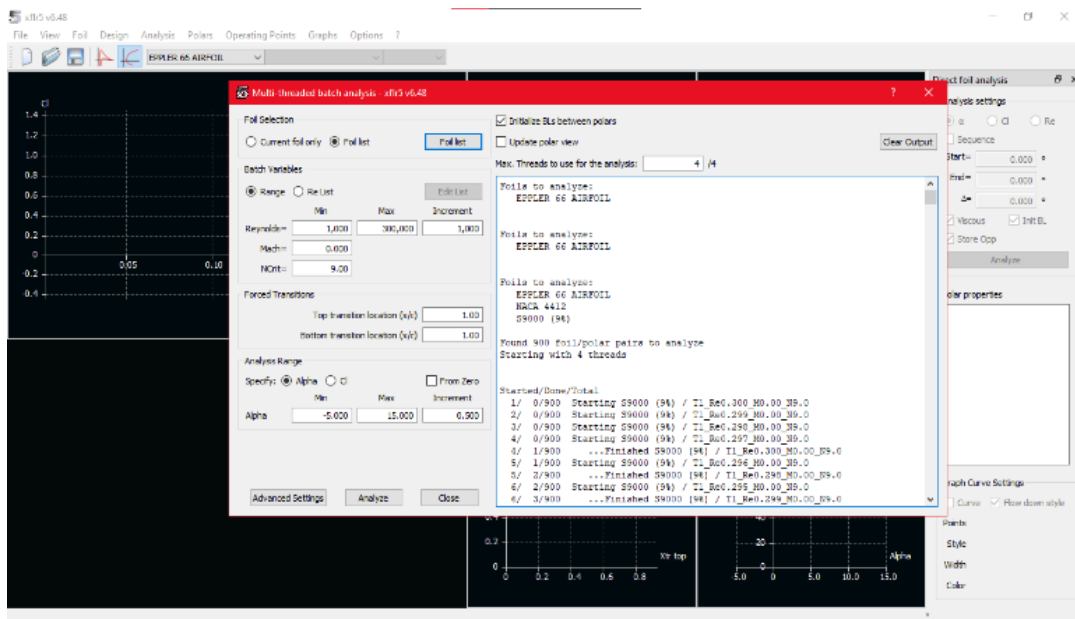 xflr5 v6.48
File View Foil Design Analysis Polars Operating Points Graphs Options ?
EPPLER 66 AIRFOIL
Cl
1.4
1.2
1.0
0.8
0.6
0.4
0.2
0
-0.2
-0.4
0.05 0.10
Multi-threaded batch analysis - xflr5 v6.48 ?
Foil Selection
Current foil only Foil list Foil list
Batch Variables
Range Re List Edit List
Min Max Increment
Reynolds= 1,000 300,000 1,000
Mach= 0.000
NCrit= 9.00
Forced Transitions
Top transition location (x/c) 1.00
Bottom transition location (x/c) 1.00
Analysis Range
Specify: Alpha Cl From Zero
Min Max Increment
Alpha -5.000 15.000 0.500
Advanced Settings Analyze Close
Initialize BLs between polars
Update polar view Clear Output
Max. Threads to use for the analysis: 4 /4
Foils to analyze:
EPPLER 66 AIRFOIL
Foils to analyze:
EPPLER 66 AIRFOIL
Foils to analyze:
EPPLER 66 AIRFOIL
NACA 4412
S9000 (9%)
Found 900 foil/polar pairs to analyze
Starting with 4 threads
Started/Done/Total
1/ 0/900 Starting S9000 (9%) / T1_Re0.300_M0.00_N9.0
2/ 0/900 Starting S9000 (9%) / T1_Re0.299_M0.00_N9.0
3/ 0/900 Starting S9000 (9%) / T1_Re0.298_M0.00_N9.0
4/ 0/900 Starting S9000 (9%) / T1_Re0.297_M0.00_N9.0
4/ 1/900 ...Finished S9000 (9%) / T1_Re0.300_M0.00_N9.0
5/ 1/900 Starting S9000 (9%) / T1_Re0.296_M0.00_N9.0
5/ 2/900 ...Finished S9000 (9%) / T1_Re0.298_M0.00_N9.0
6/ 2/900 Starting S9000 (9%) / T1_Re0.295_M0.00_N9.0
6/ 3/900 ...Finished S9000 (9%) / T1_Re0.299_M0.00_N9.0
0.4
0.2
0
Xtr top
0 0.2 0.4 0.6 0.8
40
20
0
Alpha
-5.0 0 5.0 10.0 15.0
Direct foil analysis
nalysis settings
α Cl Re
Sequence
Start= 0.000 °
End= 0.000 °
Δ= 0.000 °
Viscous Init BL
Store Opp
Analyze
olar properties
raph Curve Settings
Curve Flow down style
Points
Style
Width
Color